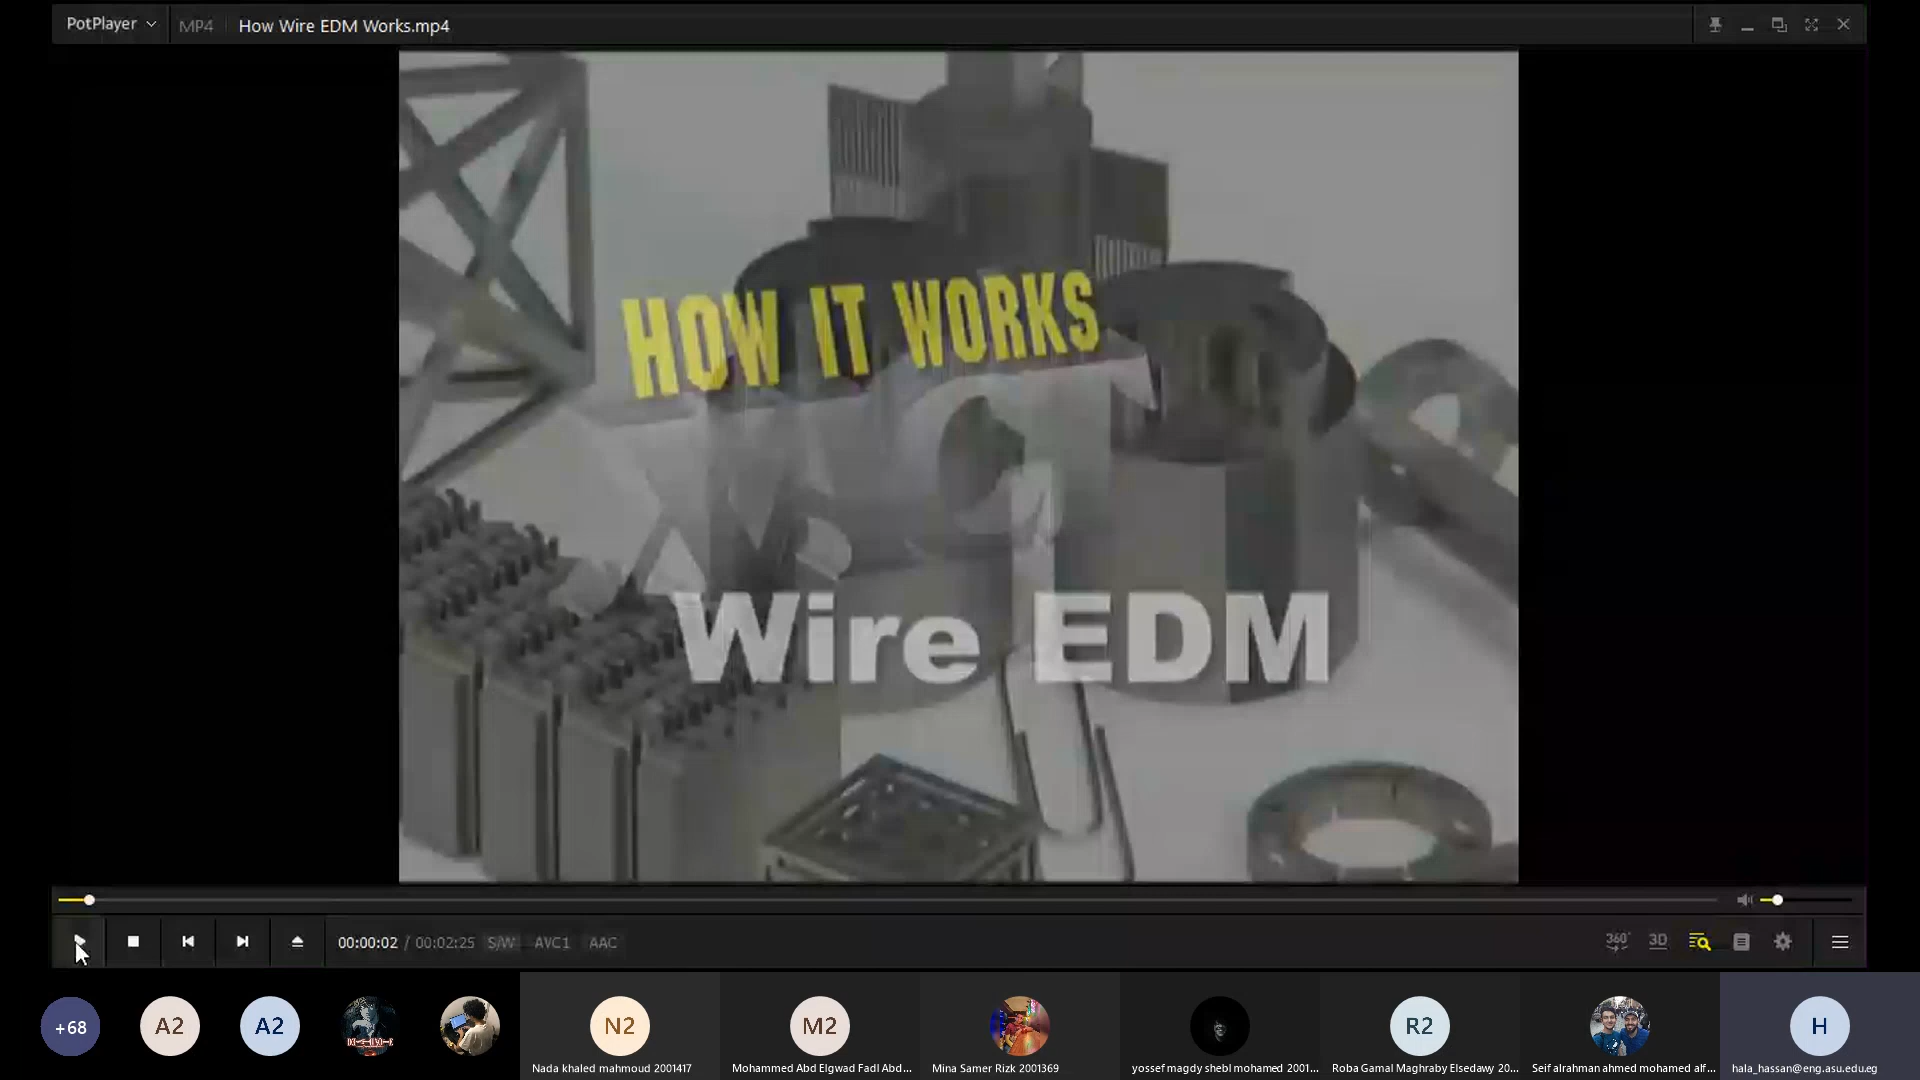 PotPlayer
MP4
How Wire EDM Works.mp4
HOW IT WORKS
Wire EDM
00:00:02 / 00:02:25 S/W AVC1 AAC
360°
3D
+68
A2
A2
N2
M2
R2
H
Nada khaled mahmoud 2001417
Mohammed Abd Elgwad Fadl Abd...
Mina Samer Rizk 2001369
yossef magdy shebl mohamed 2001...
Roba Gamal Maghraby Elsedawy 20...
Seif alrahman ahmed mohamed alf...
hala_hassan@eng.asu.edu.eg